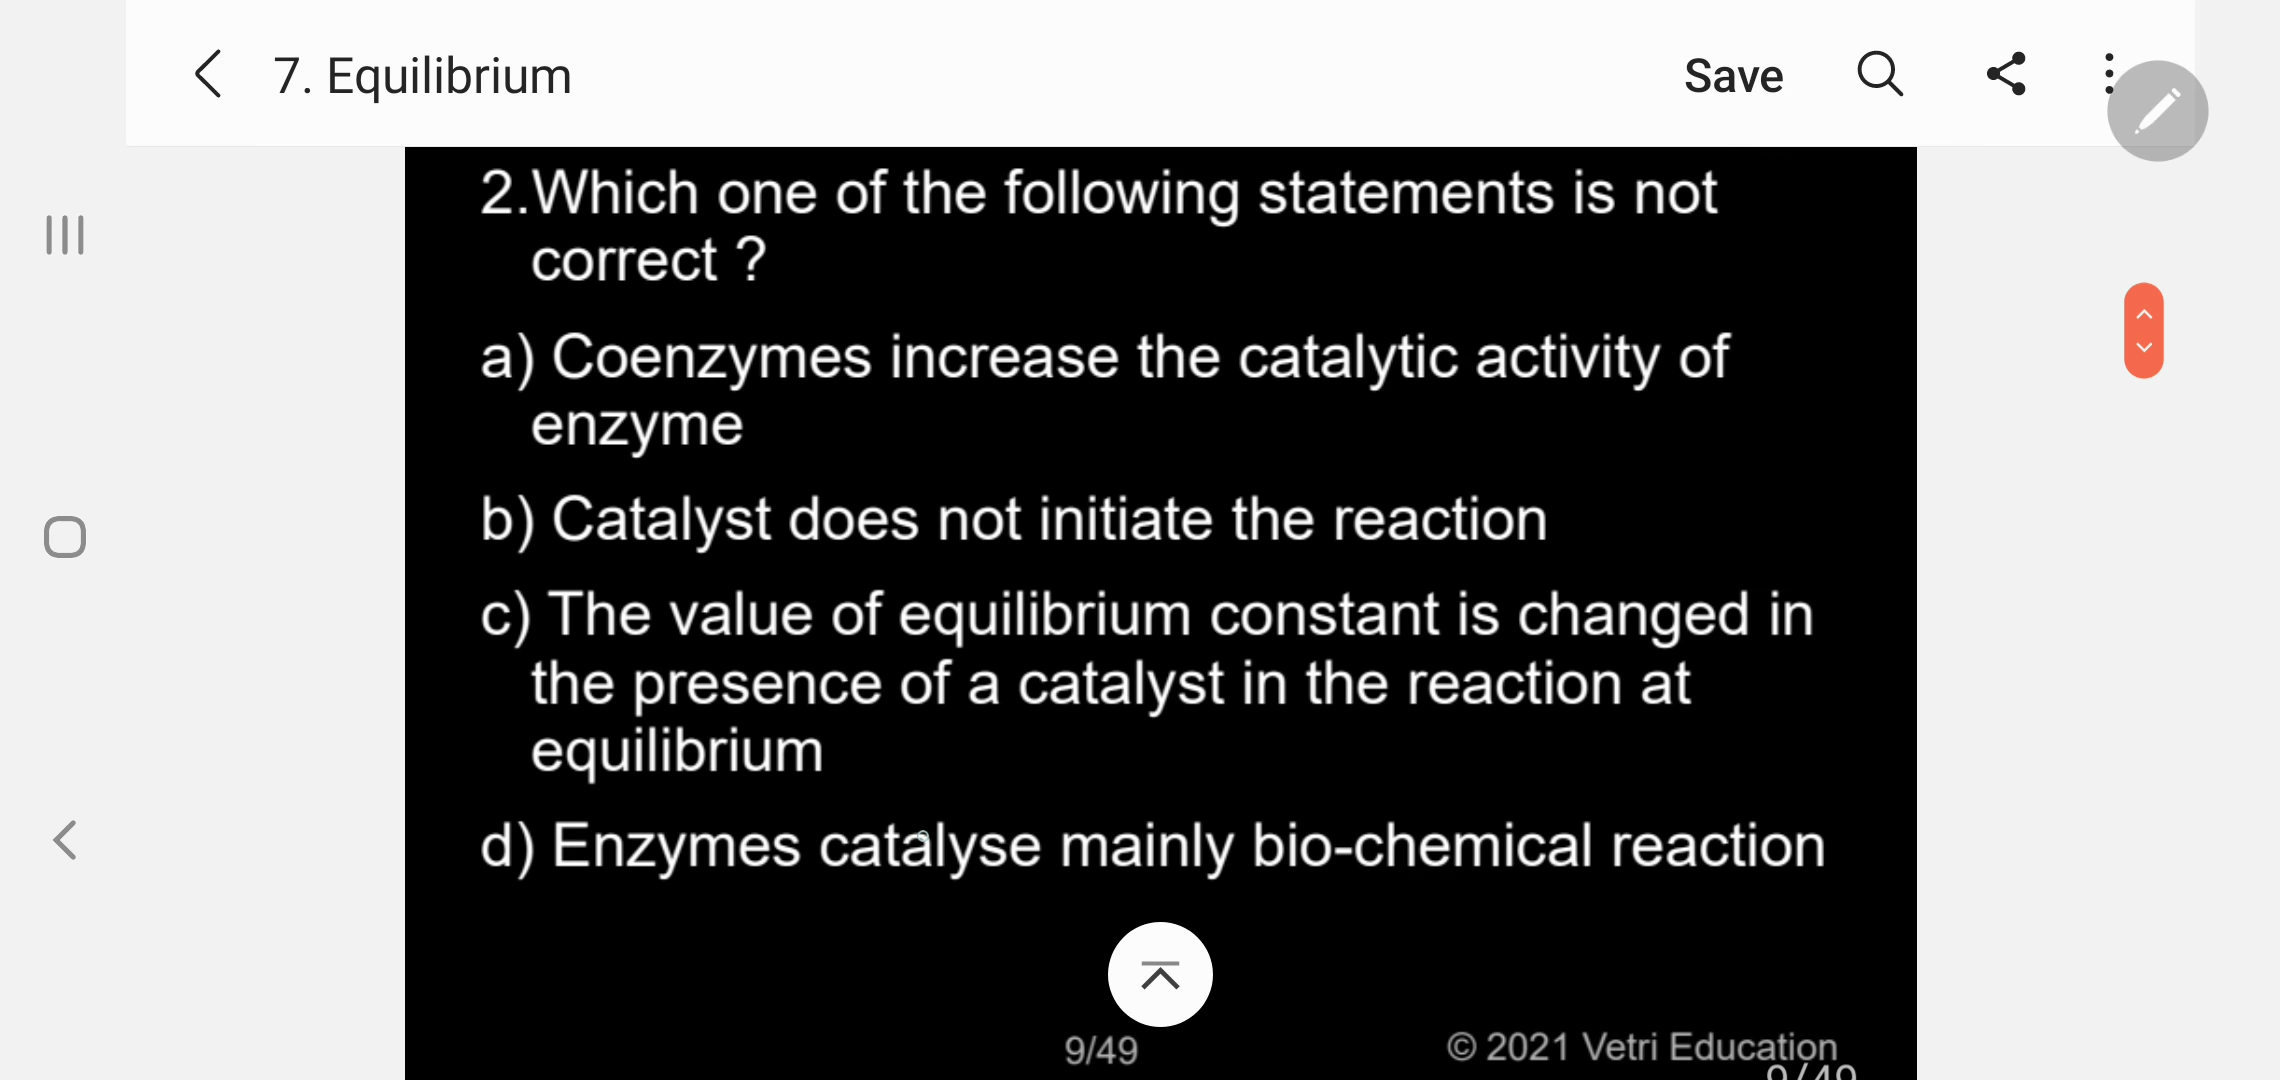 7. Equilibrium
Save
2.Which one of the following statements is not
correct ?
a) Coenzymes increase the catalytic activity of
enzyme
b) Catalyst does not initiate the reaction
c) The value of equilibrium constant is changed in
the presence of a catalyst in the reaction at
equilibrium
d) Enzymes catalyse mainly bio-chemical reaction
9/49
© 2021 Vetri Education
9/49